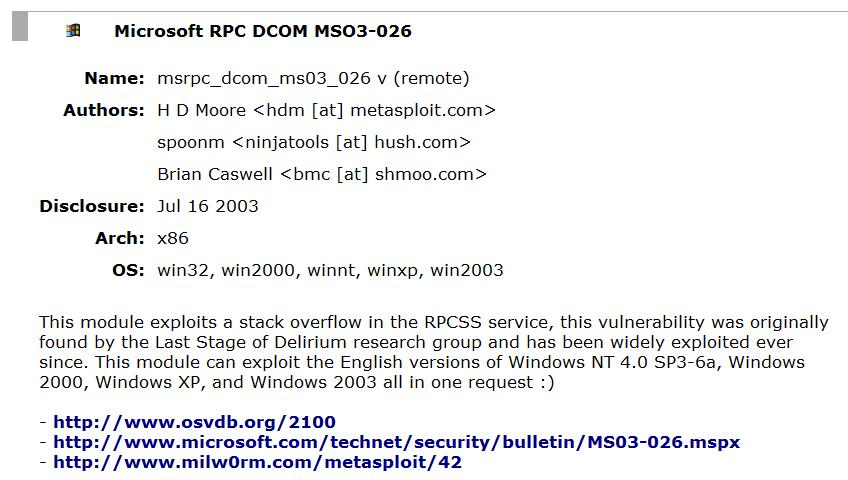 Microsoft RPC DCOM MSO3-026
Name: msrpc_dcom_ms03_026 v (remote)
Authors: H D Moore <hdm [at] metasploit.com>
spoonm <ninjatools [at] hush.com>
Brian Caswell <bmc [at] shmoo.com>
Disclosure: Jul 16 2003
Arch: x86
OS: win32, win2000, winnt, winxp, win2003
This module exploits a stack overflow in the RPCSS service, this vulnerability was originally
found by the Last Stage of Delirium research group and has been widely exploited ever
since. This module can exploit the English versions of Windows NT 4.0 SP3-6a, Windows
2000, Windows XP, and Windows 2003 all in one request :)
- http://www.osvdb.org/2100
- http://www.microsoft.com/technet/security/bulletin/MS03-026.mspx
- http://www.milw0rm.com/metasploit/42